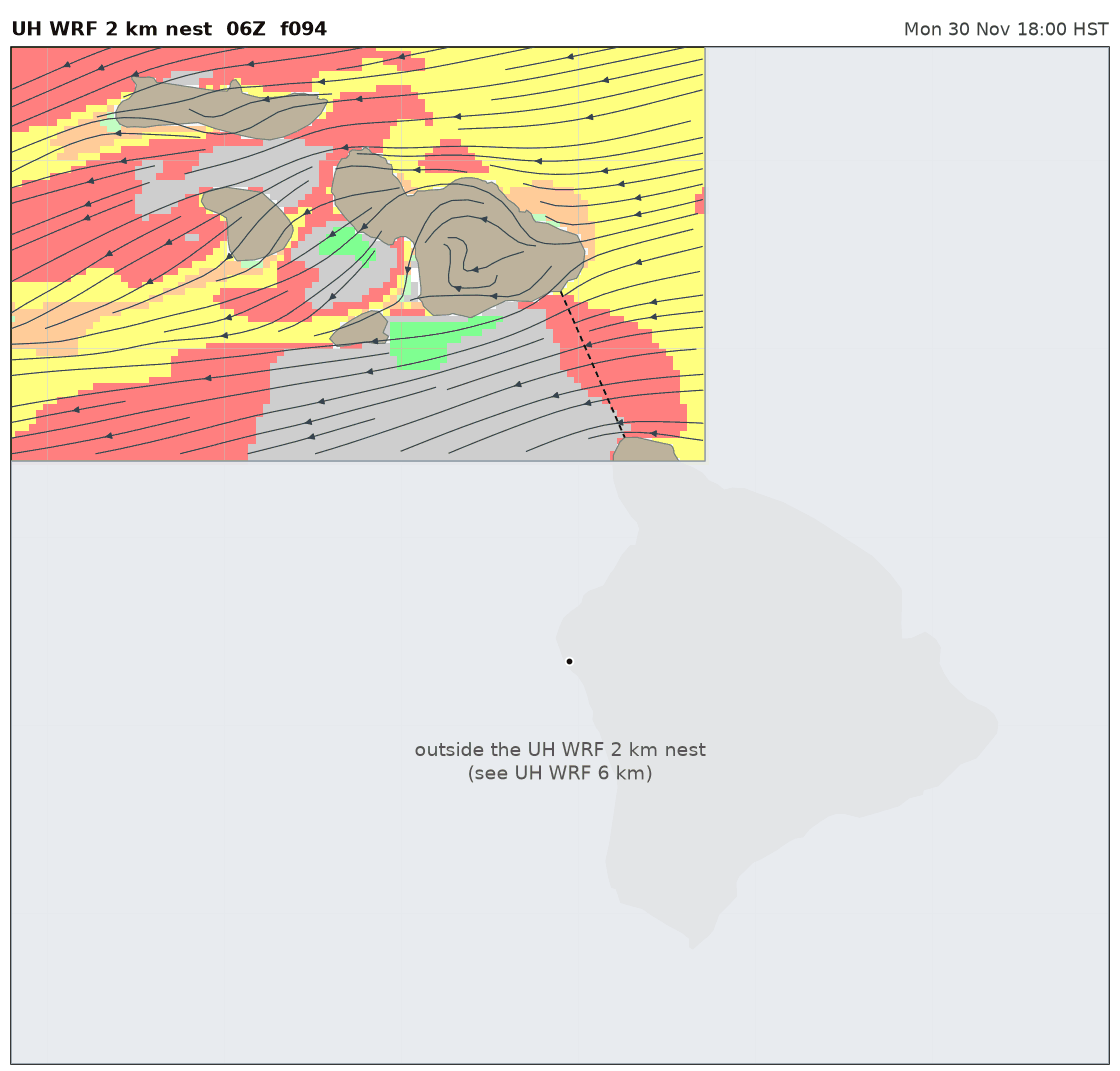 UH WRF 2 km nest  06Z  f094
Mon 30 Nov 18:00 HST
outside the UH WRF 2 km nest
(see UH WRF 6 km)